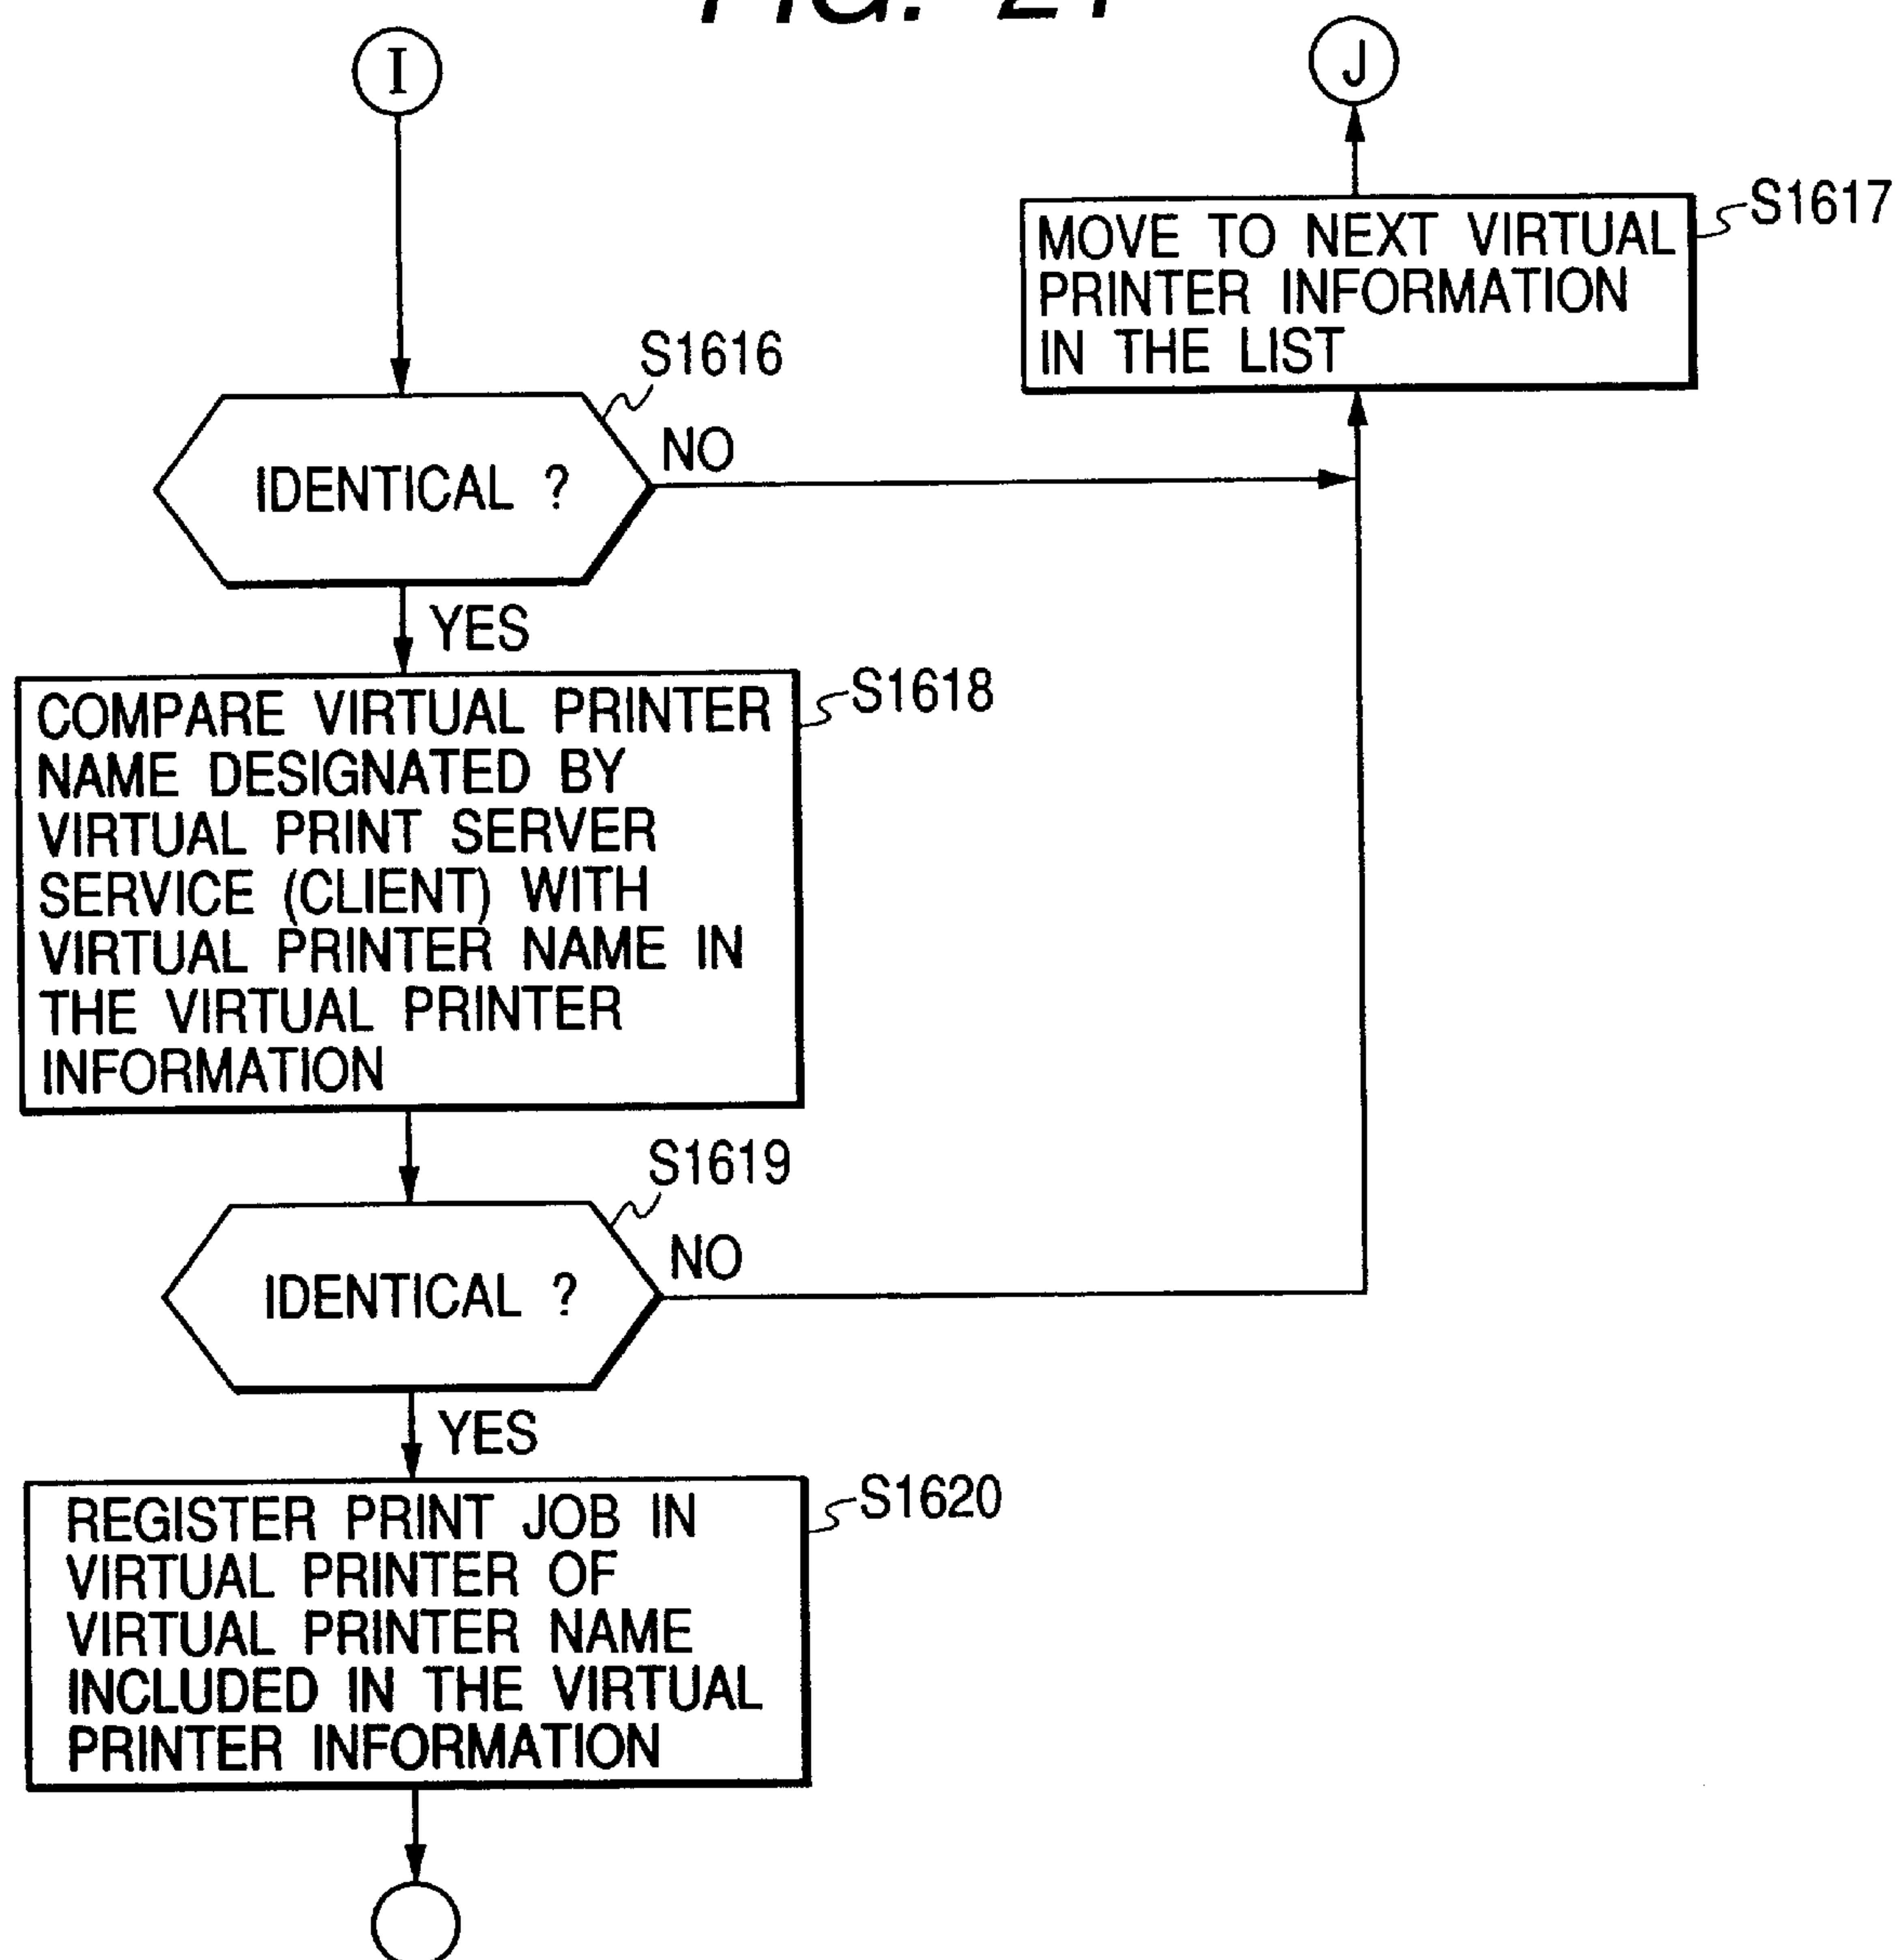 FIG. 21
I
J
MOVE TO NEXT VIRTUAL
PRINTER INFORMATION
IN THE LIST
S1617
S1616
IDENTICAL ?
NO
YES
COMPARE VIRTUAL PRINTER
NAME DESIGNATED BY
VIRTUAL PRINT SERVER
SERVICE (CLIENT) WITH
VIRTUAL PRINTER NAME IN
THE VIRTUAL PRINTER
INFORMATION
S1618
S1619
IDENTICAL ?
NO
YES
REGISTER PRINT JOB IN
VIRTUAL PRINTER OF
VIRTUAL PRINTER NAME
INCLUDED IN THE VIRTUAL
PRINTER INFORMATION
S1620